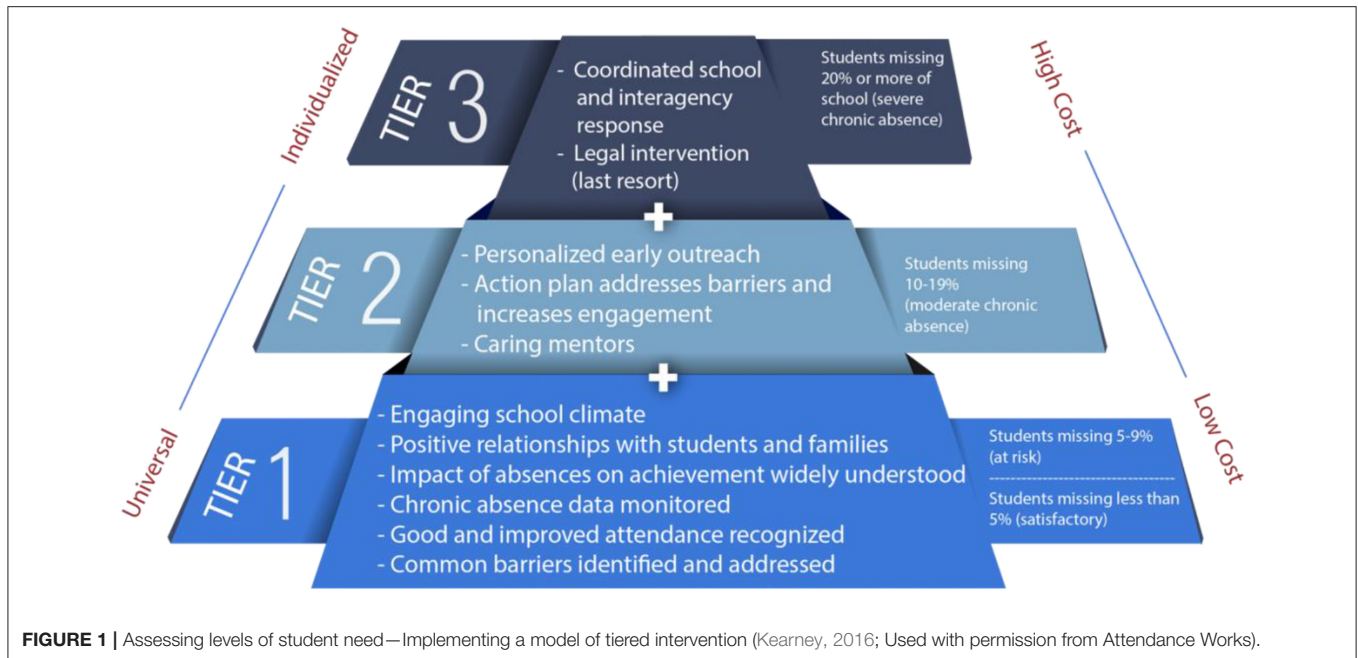 Individualized
TIER 3
- Coordinated school
and interagency
response
- Legal intervention
(last resort)
Students missing
20% or more of
school (severe
chronic absence)
High Cost
+
TIER 2
- Personalized early outreach
- Action plan addresses barriers and
increases engagement
- Caring mentors
Students missing
10-19%
(moderate chronic
absence)
+
Universal
TIER 1
- Engaging school climate
- Positive relationships with students and families
- Impact of absences on achievement widely understood
- Chronic absence data monitored
- Good and improved attendance recognized
- Common barriers identified and addressed
Students missing 5-9%
(at risk)
Students missing less than
5% (satisfactory)
Low Cost
FIGURE 1 | Assessing levels of student need—Implementing a model of tiered intervention (Kearney, 2016; Used with permission from Attendance Works).